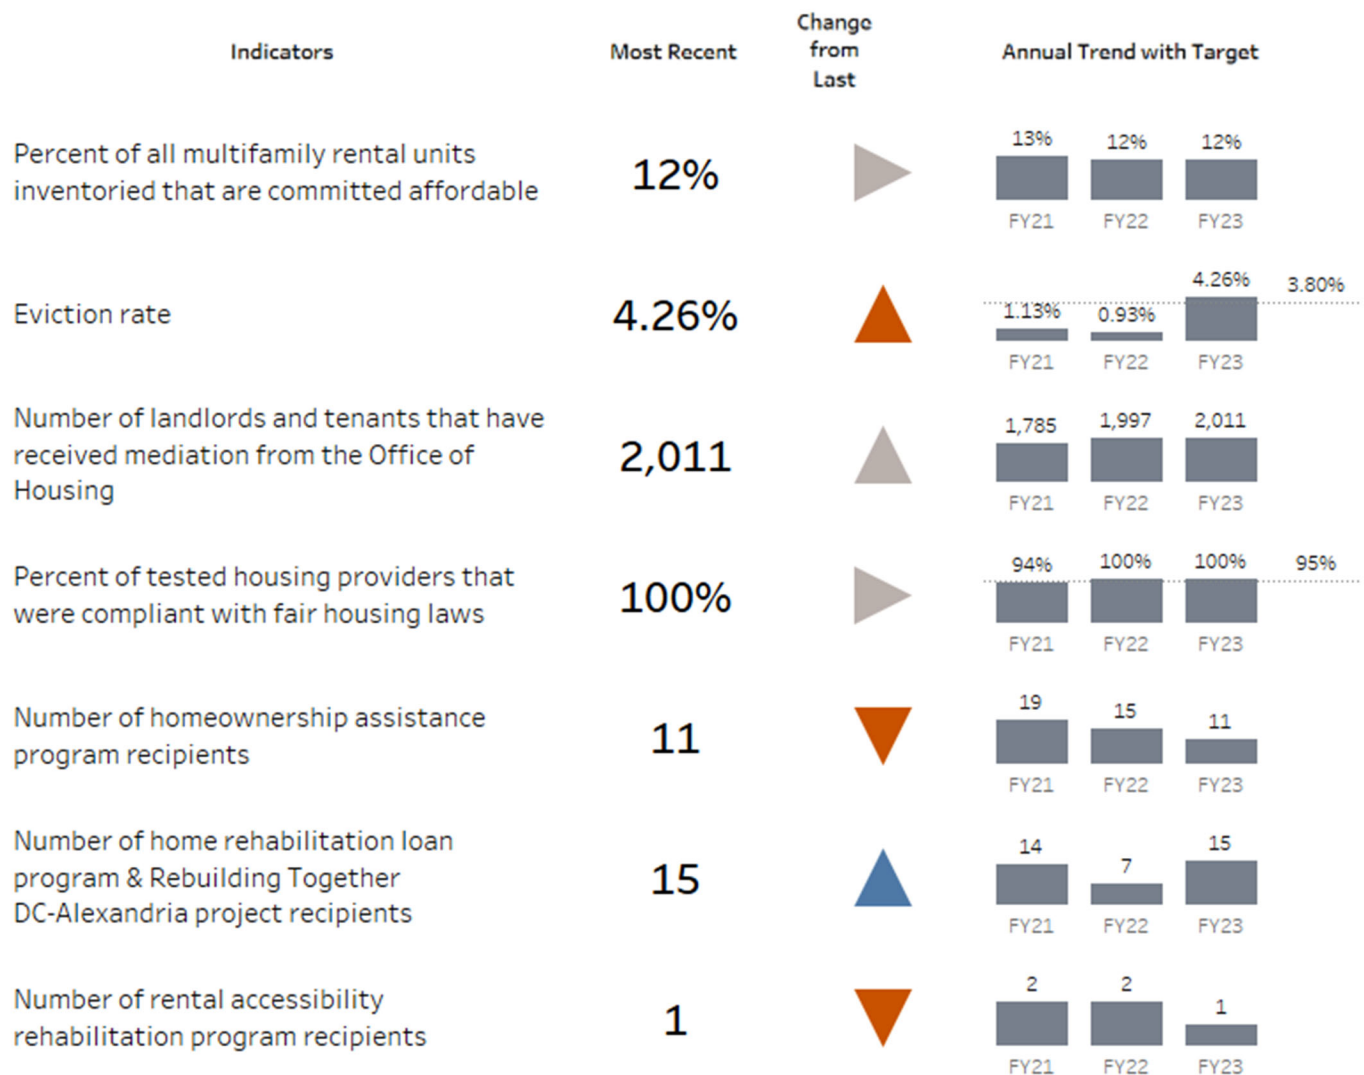 Indicators
Most Recent
Change
from
Last
Annual Trend with Target
Percent of all multifamily rental units
inventoried that are committed affordable
12%
13%
12%
12%
FY21
FY22
FY23
Eviction rate
4.26%
1.13%
0.93%
4.26%
3.80%
FY21
FY22
FY23
Number of landlords and tenants that have
received mediation from the Office of
Housing
2,011
1,785
1,997
2,011
FY21
FY22
FY23
Percent of tested housing providers that
were compliant with fair housing laws
100%
94%
100%
100%
95%
FY21
FY22
FY23
Number of homeownership assistance
program recipients
11
19
15
11
FY21
FY22
FY23
Number of home rehabilitation loan
program & Rebuilding Together
DC-Alexandria project recipients
15
14
7
15
FY21
FY22
FY23
Number of rental accessibility
rehabilitation program recipients
1
2
2
1
FY21
FY22
FY23